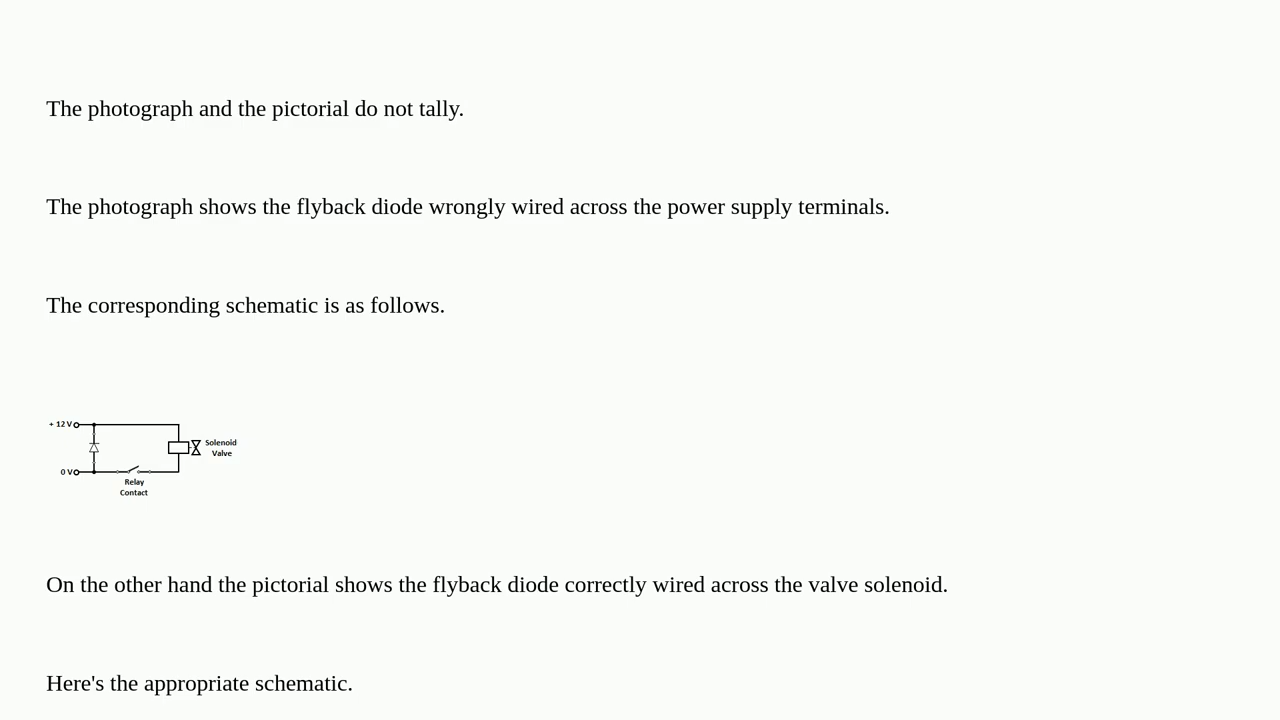 The photograph and the pictorial do not tally.
The photograph shows the flyback diode wrongly wired across the power supply terminals.
The corresponding schematic is as follows.
+ 12 V
Solenoid
Valve
0 V
Relay
Contact
On the other hand the pictorial shows the flyback diode correctly wired across the valve solenoid.
Here's the appropriate schematic.